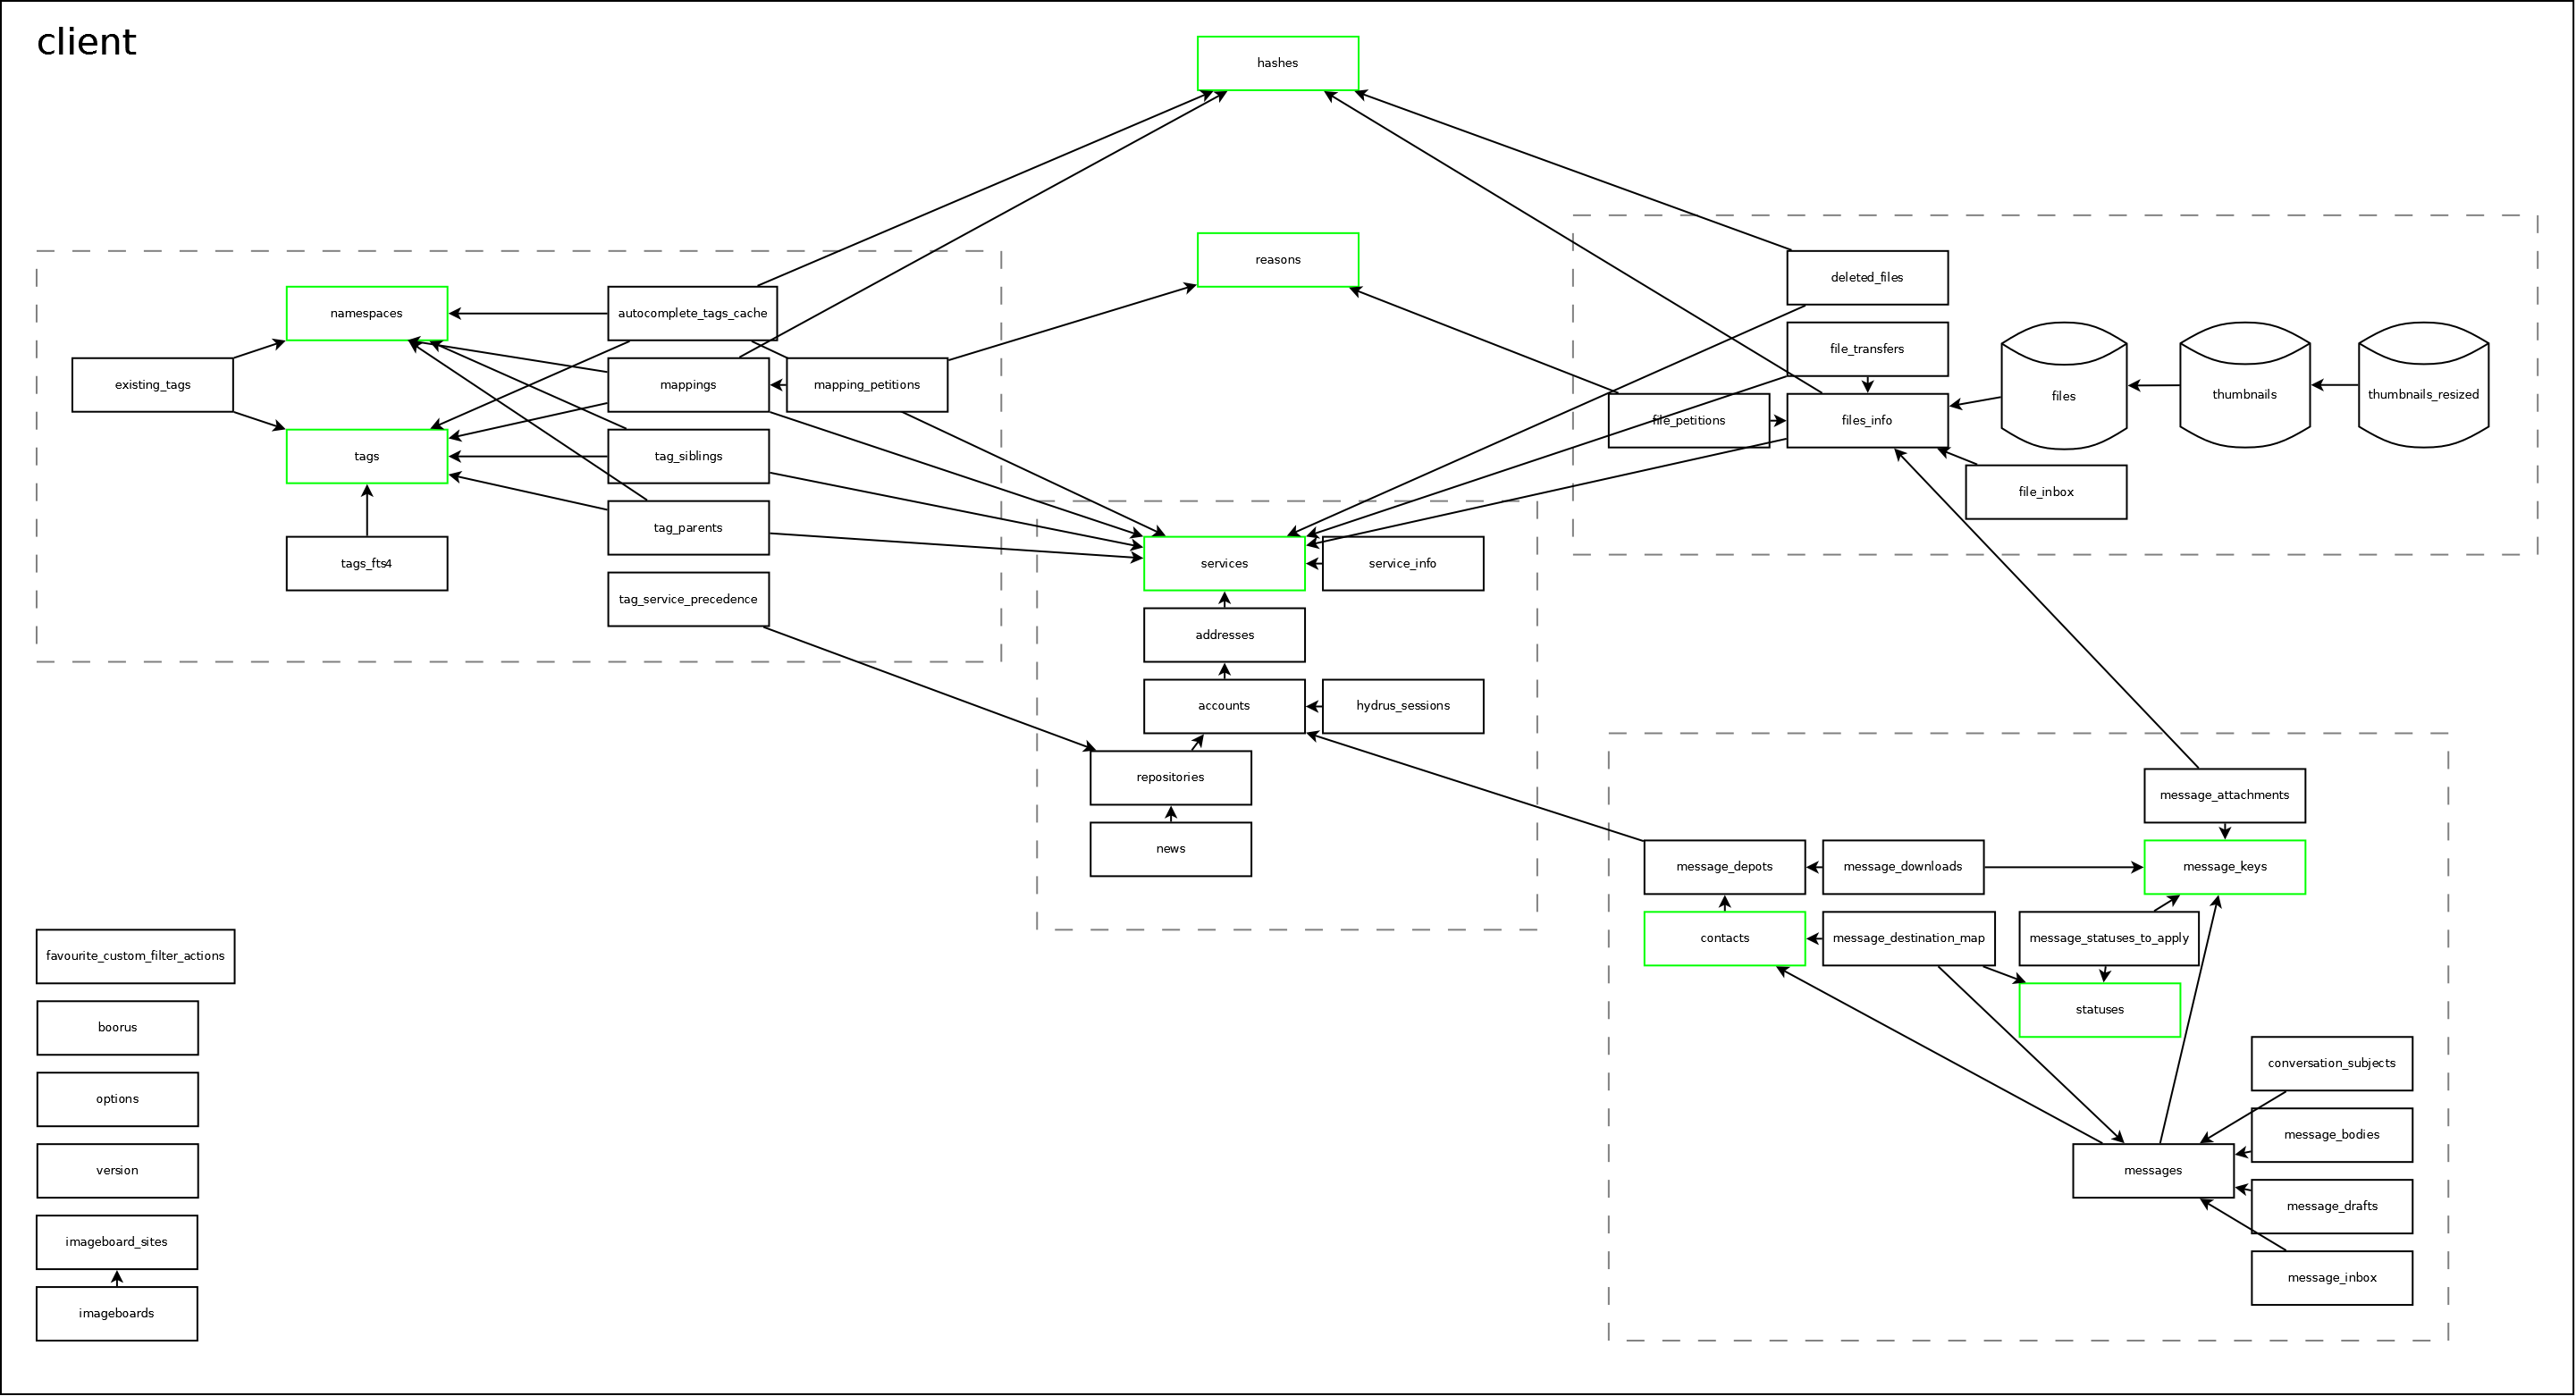 client
hashes
reasons
namespaces
autocomplete_tags_cache
existing_tags
mappings
mapping_petitions
tags
tag_siblings
tag_parents
tags_fts4
tag_service_precedence
deleted_files
file_transfers
file_petitions
files_info
files
thumbnails
thumbnails_resized
file_inbox
services
service_info
addresses
accounts
hydrus_sessions
repositories
news
message_attachments
message_depots
message_downloads
message_keys
contacts
message_destination_map
message_statuses_to_apply
statuses
conversation_subjects
message_bodies
messages
message_drafts
message_inbox
favourite_custom_filter_actions
boorus
options
version
imageboard_sites
imageboards